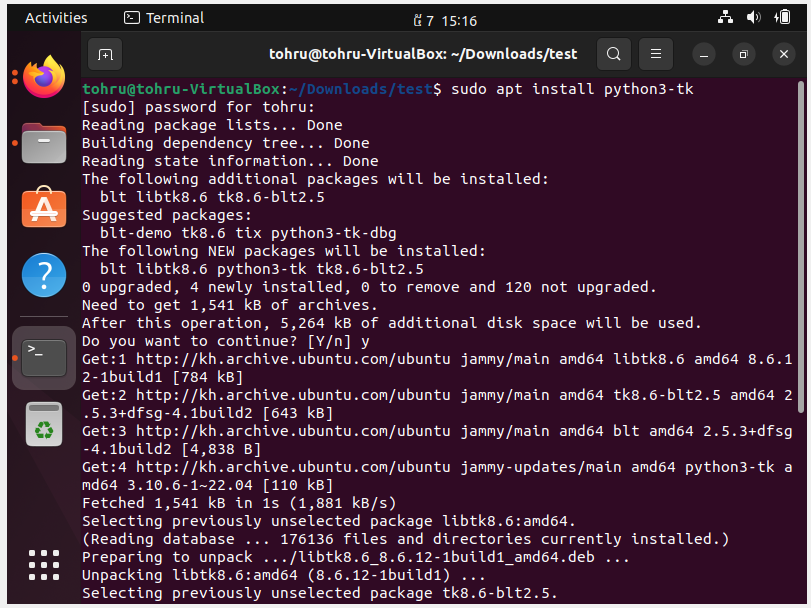 Activities
Terminal
7 15:16
tohru@tohru-VirtualBox: ~/Downloads/test
tohru@tohru-VirtualBox:~/Downloads/test$ sudo apt install python3-tk
[sudo] password for tohru:
Reading package lists... Done
Building dependency tree... Done
Reading state information... Done
The following additional packages will be installed:
  blt libtk8.6 tk8.6-blt2.5
Suggested packages:
  blt-demo tk8.6 tix python3-tk-dbg
The following NEW packages will be installed:
  blt libtk8.6 python3-tk tk8.6-blt2.5
0 upgraded, 4 newly installed, 0 to remove and 120 not upgraded.
Need to get 1,541 kB of archives.
After this operation, 5,264 kB of additional disk space will be used.
Do you want to continue? [Y/n] y
Get:1 http://kh.archive.ubuntu.com/ubuntu jammy/main amd64 libtk8.6 amd64 8.6.1
2-1build1 [784 kB]
Get:2 http://kh.archive.ubuntu.com/ubuntu jammy/main amd64 tk8.6-blt2.5 amd64 2
.5.3+dfsg-4.1build2 [643 kB]
Get:3 http://kh.archive.ubuntu.com/ubuntu jammy/main amd64 blt amd64 2.5.3+dfsg
-4.1build2 [4,838 B]
Get:4 http://kh.archive.ubuntu.com/ubuntu jammy-updates/main amd64 python3-tk a
md64 3.10.6-1~22.04 [110 kB]
Fetched 1,541 kB in 1s (1,881 kB/s)
Selecting previously unselected package libtk8.6:amd64.
(Reading database ... 176136 files and directories currently installed.)
Preparing to unpack .../libtk8.6_8.6.12-1build1_amd64.deb ...
Unpacking libtk8.6:amd64 (8.6.12-1build1) ...
Selecting previously unselected package tk8.6-blt2.5.